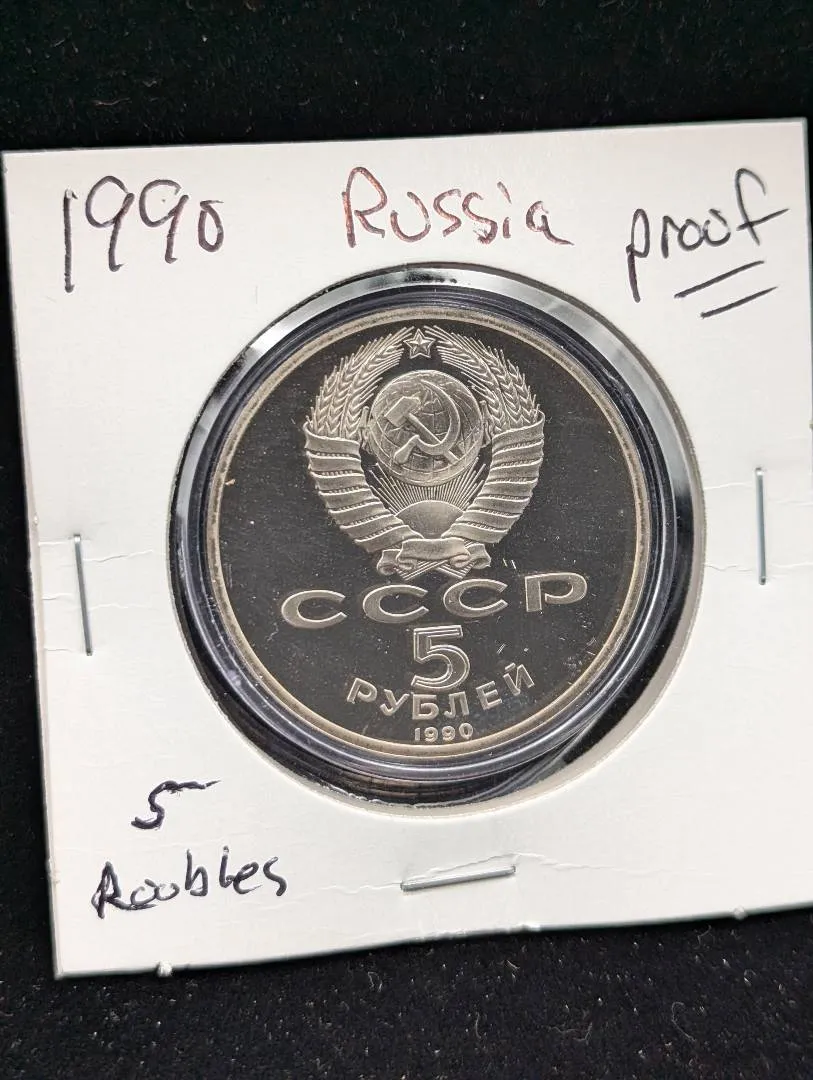 1990 Russia proof
СССР
5
РУБЛЕЙ
1990
5
Roobles